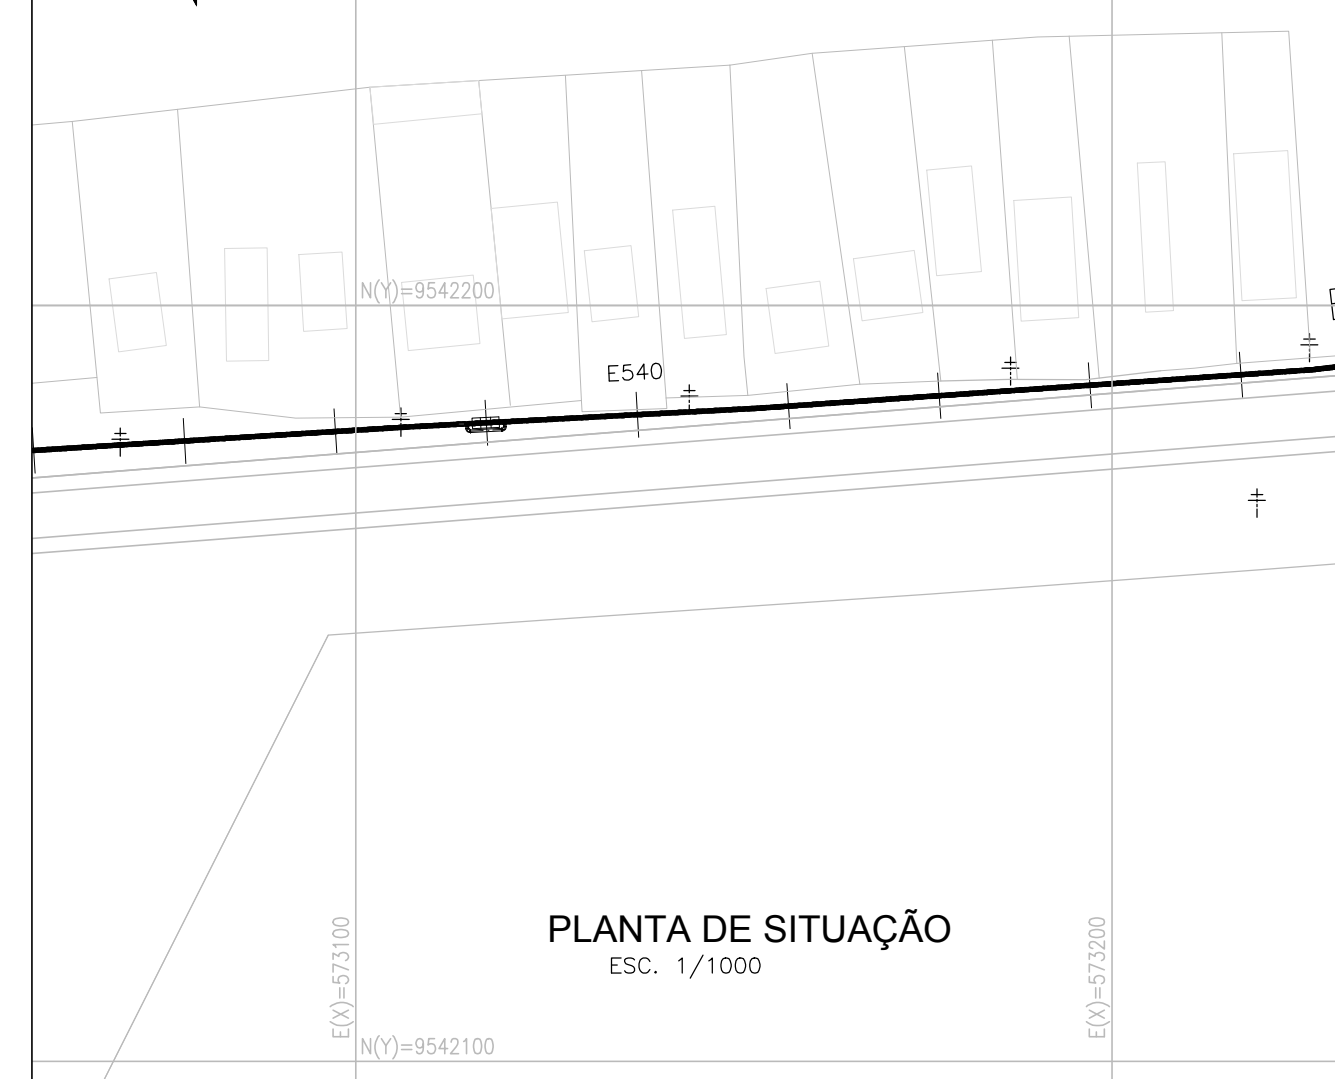 N(Y)=9542200
E540
PLANTA DE SITUAÇÃO
ESC. 1/1000
E(X)=573100
E(X)=573200
N(Y)=9542100